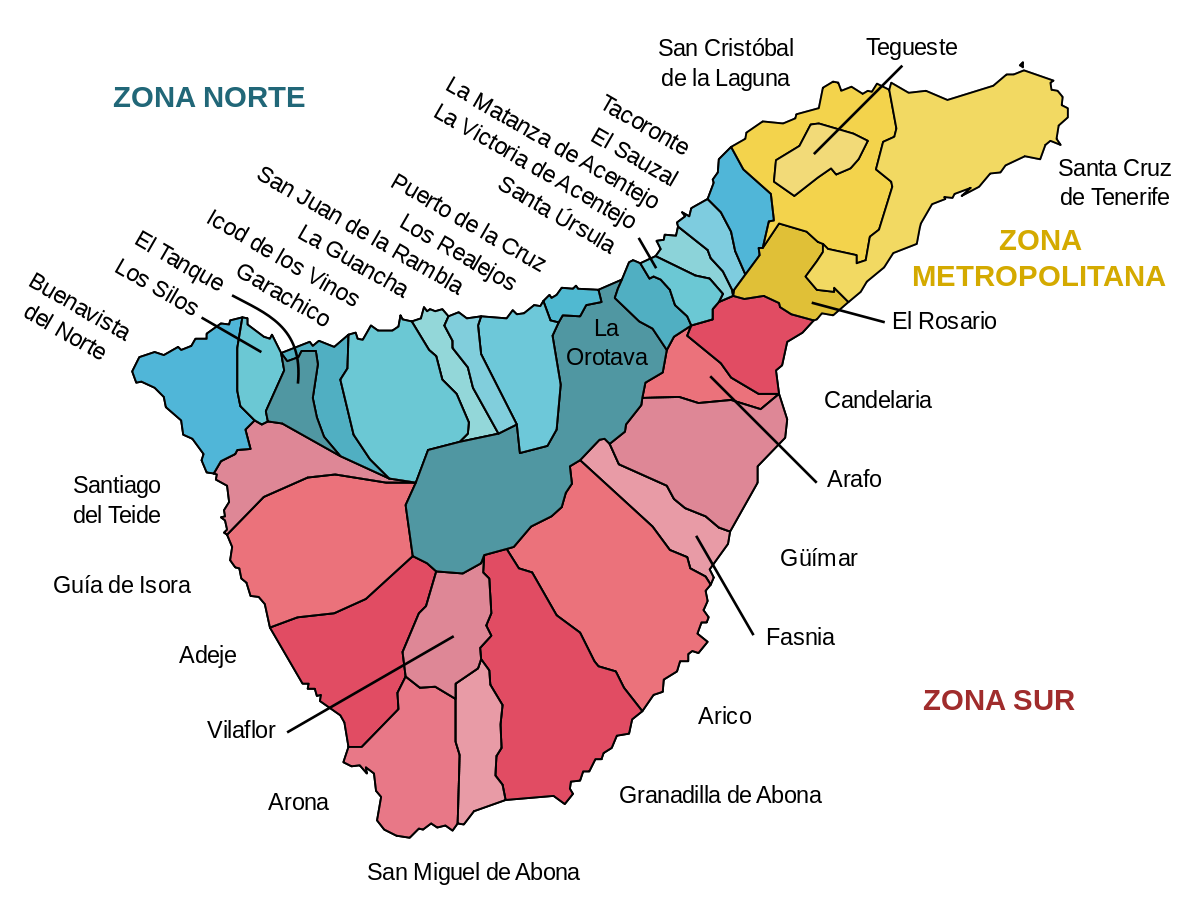 San Cristóbal
de la Laguna
Tegueste
ZONA NORTE
Tacoronte
El Sauzal
La Matanza de Acentejo
La Victoria de Acentejo
Santa Úrsula
Santa Cruz
de Tenerife
Puerto de la Cruz
Los Realejos
San Juan de la Rambla
La Guancha
Icod de los Vinos
Garachico
El Tanque
Los Silos
Buenavista
del Norte
ZONA
METROPOLITANA
El Rosario
La
Orotava
Candelaria
Arafo
Santiago
del Teide
Güímar
Guía de Isora
Fasnia
Adeje
ZONA SUR
Arico
Vilaflor
Granadilla de Abona
Arona
San Miguel de Abona